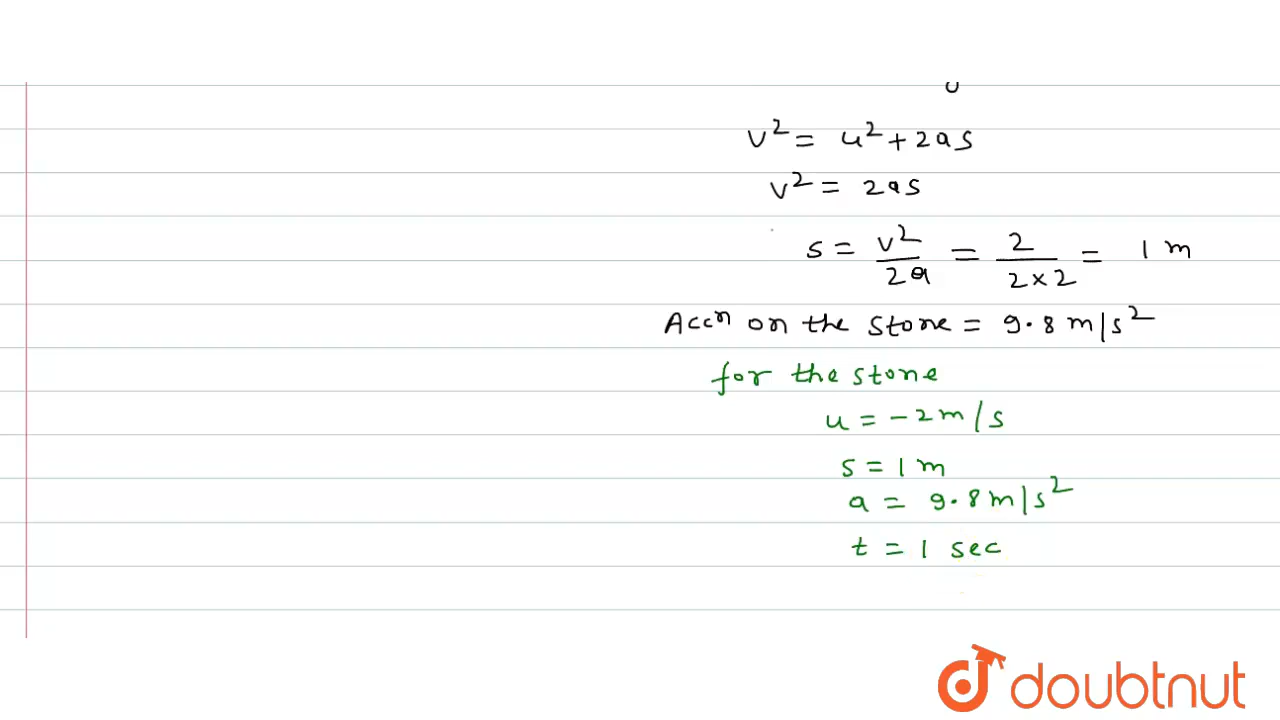 v² = u² + 2as
v² = 2as
s = v²/2a = 2/2×2 = 1 m
Accⁿ on the stone = 9.8 m/s²
for the stone
u = -2 m/s
s = 1 m
a = 9.8 m/s²
t = 1 sec
doubtnut